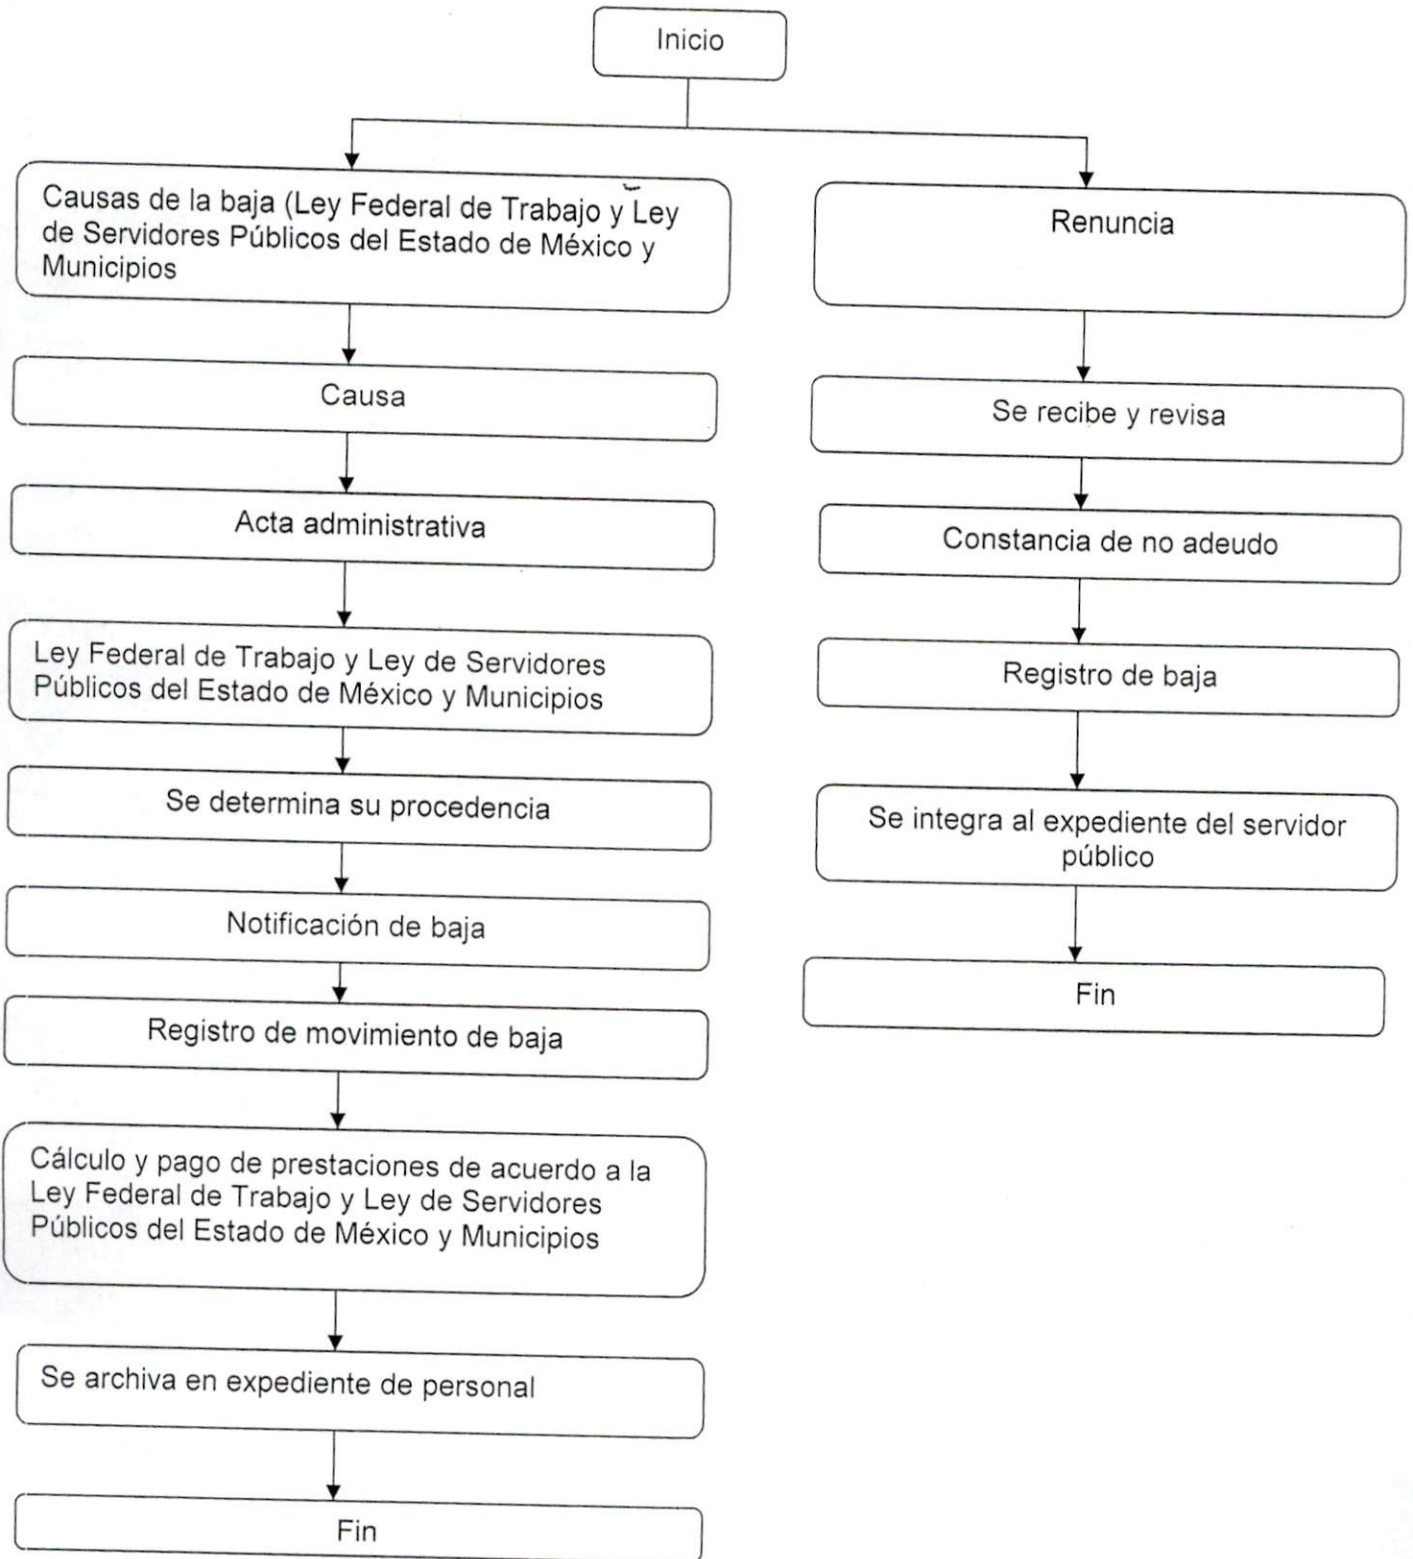 Inicio
Causas de la baja (Ley Federal de Trabajo y Ley
de Servidores Públicos del Estado de México y
Municipios
Causa
Acta administrativa
Ley Federal de Trabajo y Ley de Servidores
Públicos del Estado de México y Municipios
Se determina su procedencia
Notificación de baja
Registro de movimiento de baja
Cálculo y pago de prestaciones de acuerdo a la
Ley Federal de Trabajo y Ley de Servidores
Públicos del Estado de México y Municipios
Se archiva en expediente de personal
Fin
Renuncia
Se recibe y revisa
Constancia de no adeudo
Registro de baja
Se integra al expediente del servidor
público
Fin